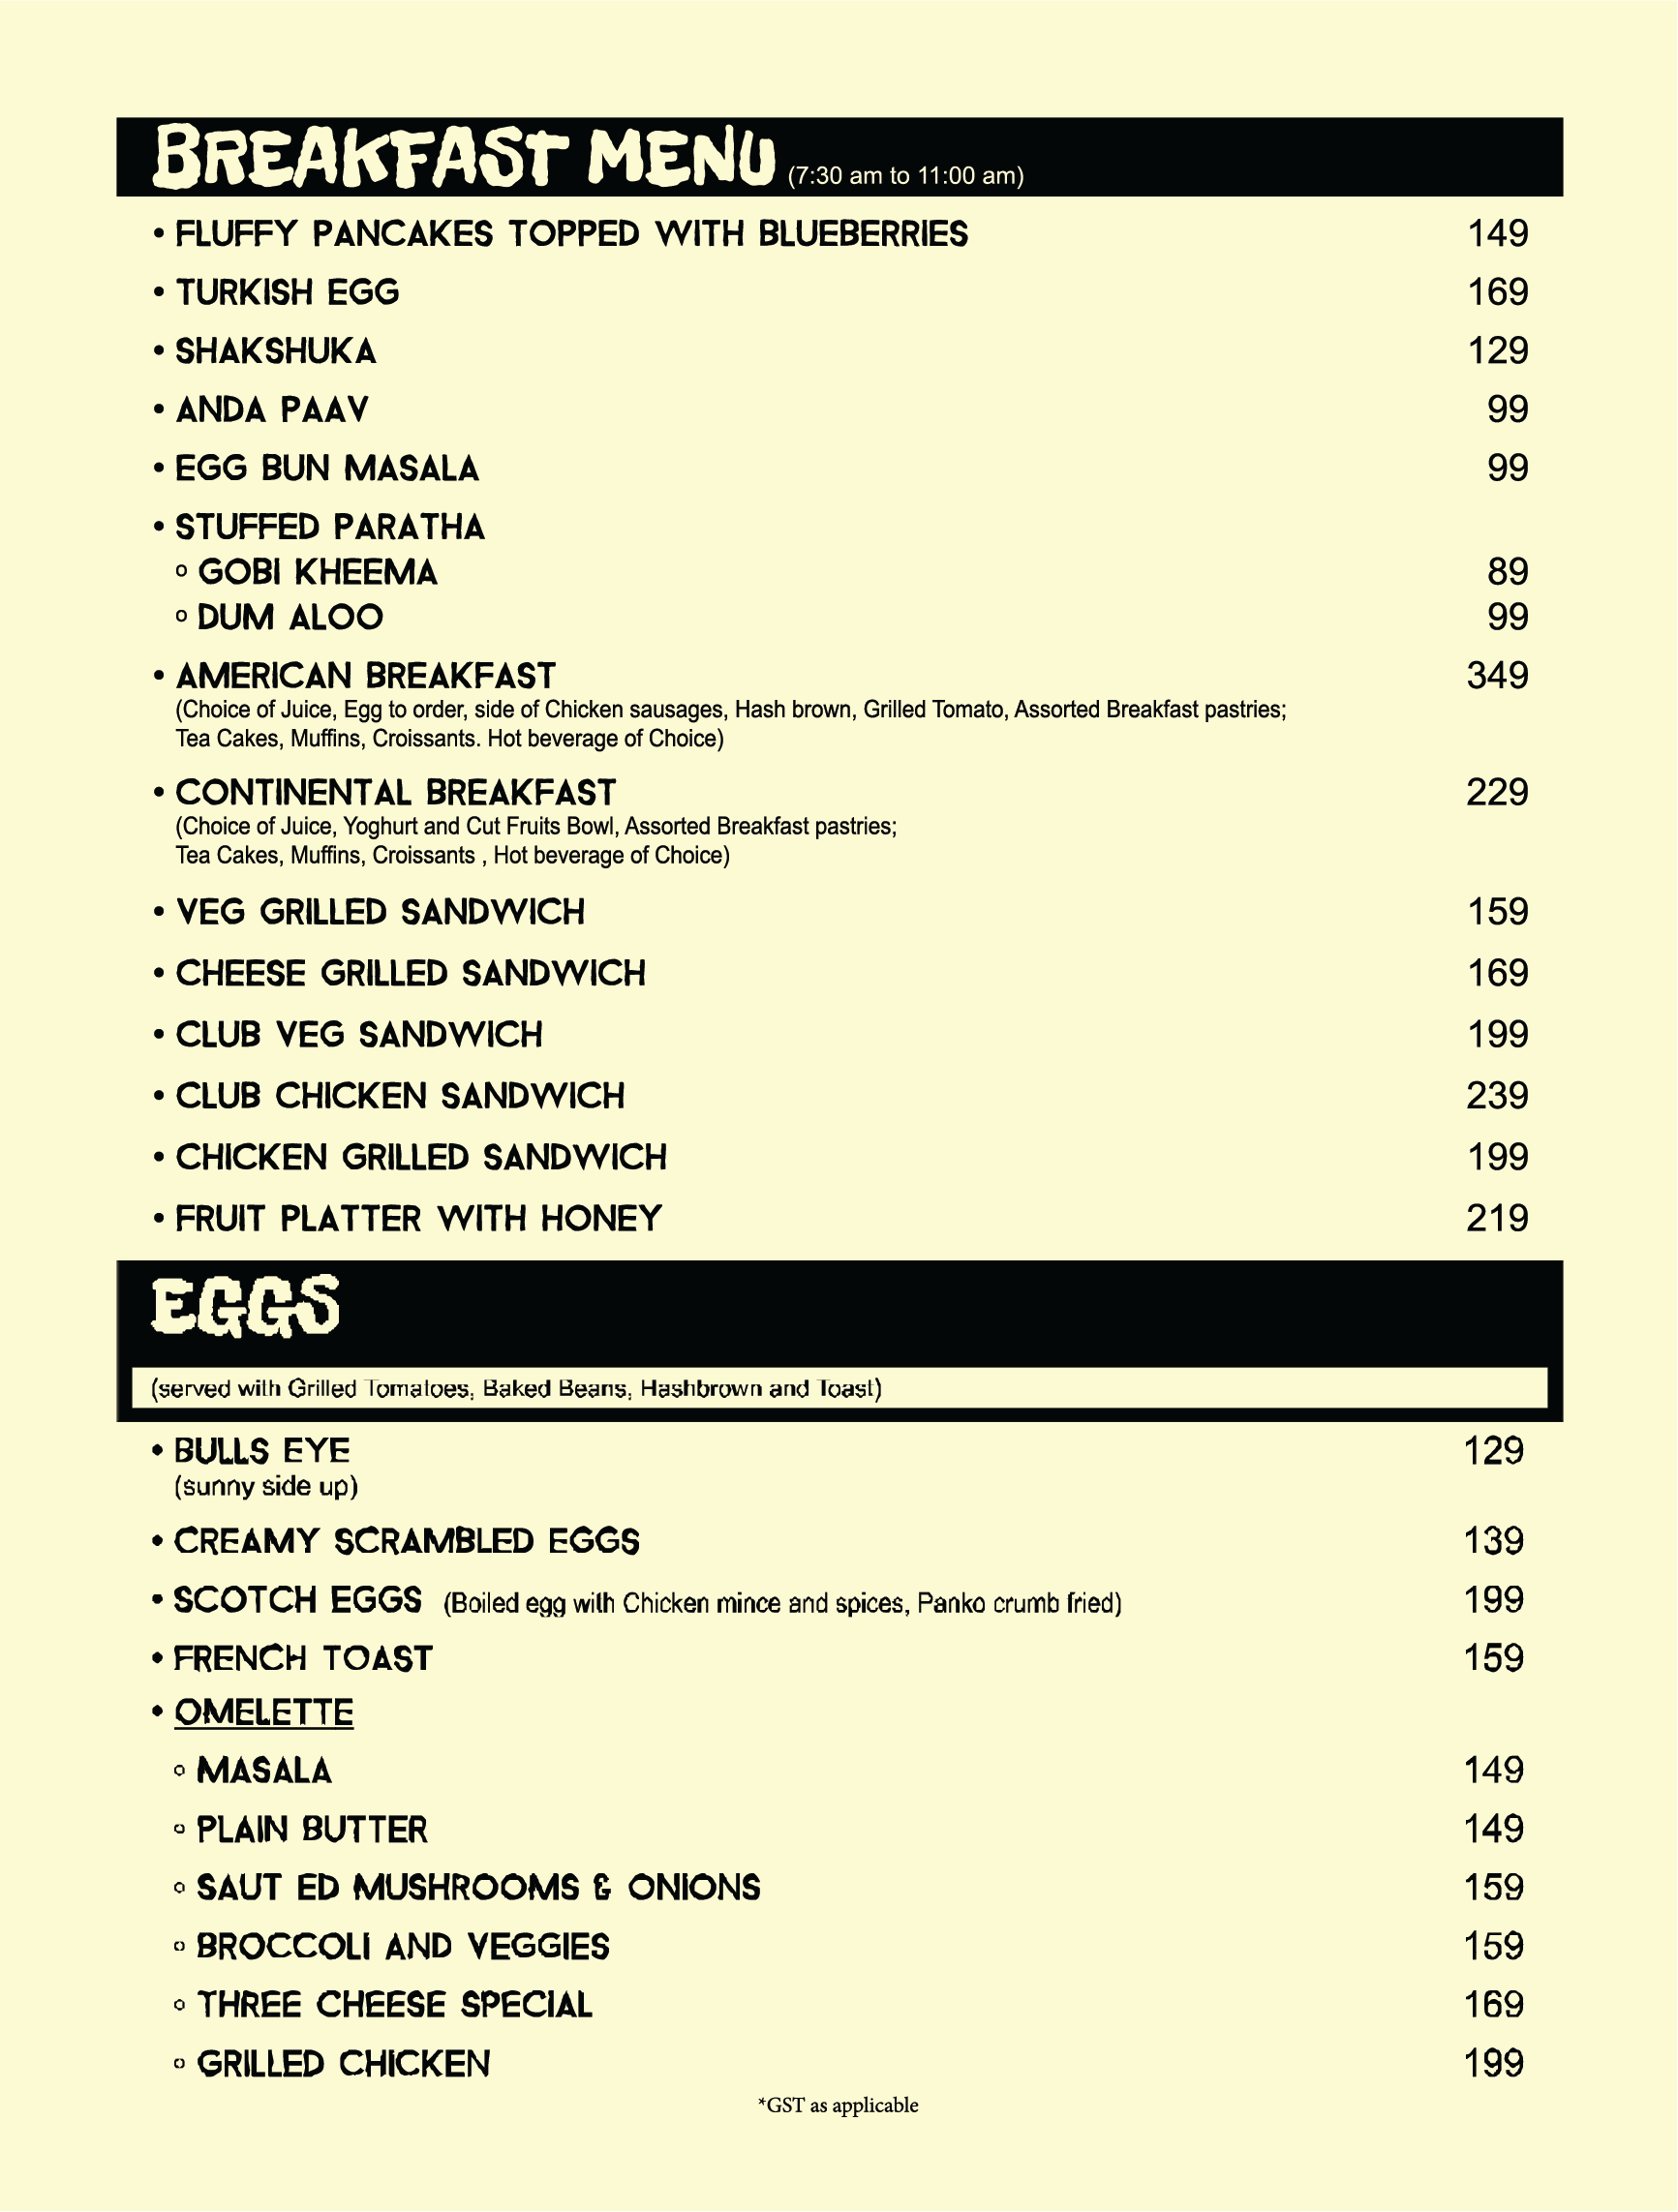 BREAKFAST MENU (7:30 am to 11:00 am)
• FLUFFY PANCAKES TOPPED WITH BLUEBERRIES 149
• TURKISH EGG 169
• SHAKSHUKA 129
• ANDA PAAV 99
• EGG BUN MASALA 99
• STUFFED PARATHA
o GOBI KHEEMA 89
o DUM ALOO 99
• AMERICAN BREAKFAST 349
(Choice of Juice, Egg to order, side of Chicken sausages, Hash brown, Grilled Tomato, Assorted Breakfast pastries;
Tea Cakes, Muffins, Croissants. Hot beverage of Choice)
• CONTINENTAL BREAKFAST 229
(Choice of Juice, Yoghurt and Cut Fruits Bowl, Assorted Breakfast pastries;
Tea Cakes, Muffins, Croissants , Hot beverage of Choice)
• VEG GRILLED SANDWICH 159
• CHEESE GRILLED SANDWICH 169
• CLUB VEG SANDWICH 199
• CLUB CHICKEN SANDWICH 239
• CHICKEN GRILLED SANDWICH 199
• FRUIT PLATTER WITH HONEY 219
EGGS
(served with Grilled Tomatoes, Baked Beans, Hashbrown and Toast)
• BULLS EYE 129
(sunny side up)
• CREAMY SCRAMBLED EGGS 139
• SCOTCH EGGS (Boiled egg with Chicken mince and spices, Panko crumb fried) 199
• FRENCH TOAST 159
• OMELETTE
o MASALA 149
o PLAIN BUTTER 149
o SAUT ED MUSHROOMS & ONIONS 159
o BROCCOLI AND VEGGIES 159
o THREE CHEESE SPECIAL 169
o GRILLED CHICKEN 199
*GST as applicable